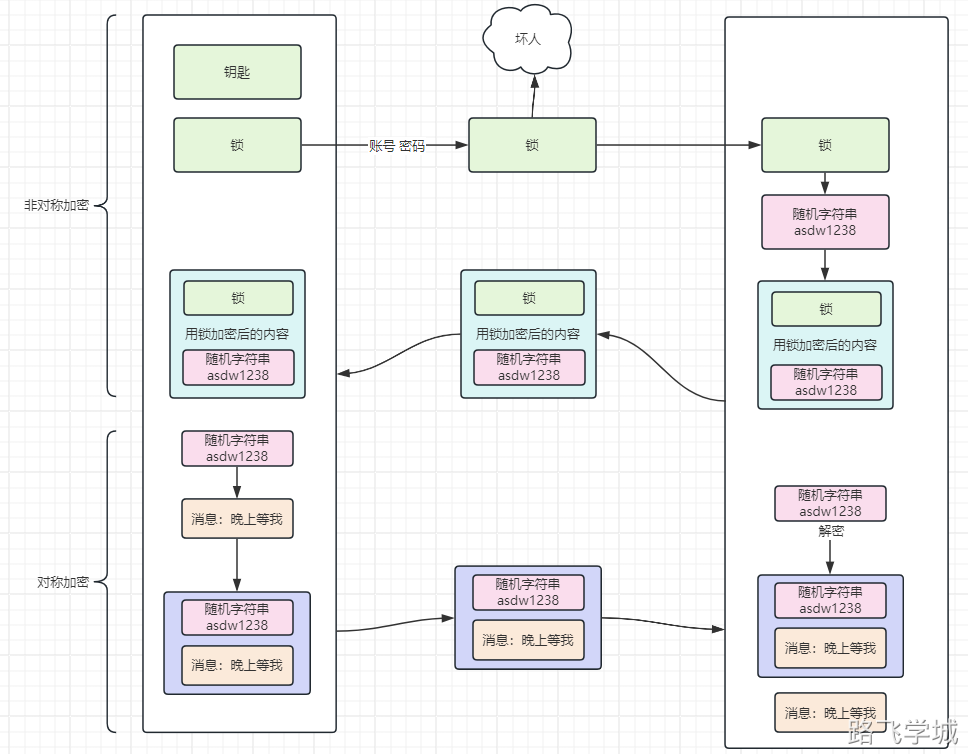 坏人
钥匙
锁
账号 密码
锁
锁
非对称加密
随机字符串
asdw1238
锁
用锁加密后的内容
随机字符串
asdw1238
锁
用锁加密后的内容
随机字符串
asdw1238
锁
用锁加密后的内容
随机字符串
asdw1238
对称加密
随机字符串
asdw1238
消息：晚上等我
随机字符串
asdw1238
消息：晚上等我
随机字符串
asdw1238
消息：晚上等我
随机字符串
asdw1238
解密
随机字符串
asdw1238
消息：晚上等我
消息：晚上等我
路飞学城